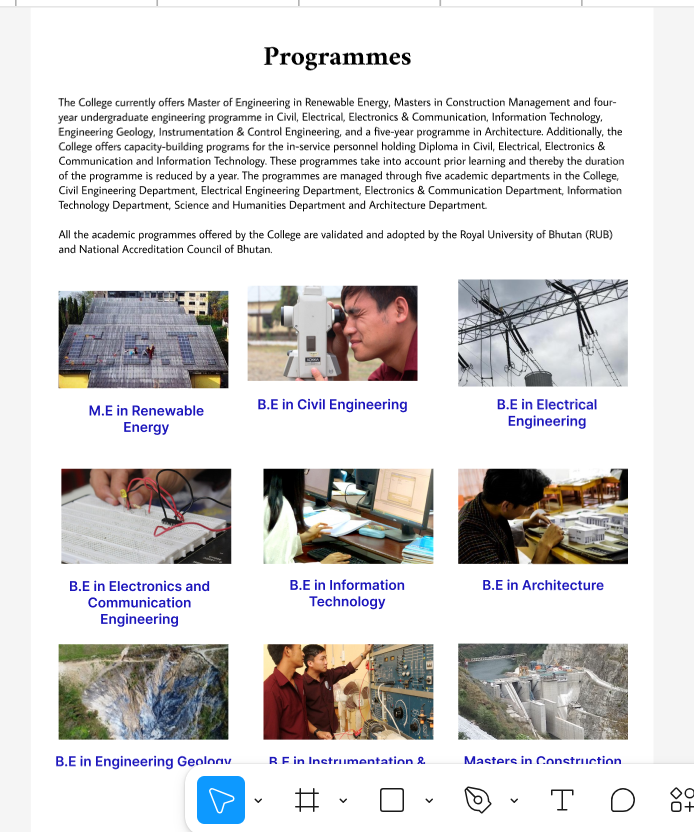 Programmes
The College currently offers Master of Engineering in Renewable Energy, Masters in Construction Management and four-
year undergraduate engineering programme in Civil, Electrical, Electronics & Communication, Information Technology,
Engineering Geology, Instrumentation & Control Engineering, and a five-year programme in Architecture. Additionally, the
College offers capacity-building programs for the in-service personnel holding Diploma in Civil, Electrical, Electronics &
Communication and Information Technology. These programmes take into account prior learning and thereby the duration
of the programme is reduced by a year. The programmes are managed through five academic departments in the College,
Civil Engineering Department, Electrical Engineering Department, Electronics & Communication Department, Information
Technology Department, Science and Humanities Department and Architecture Department.
All the academic programmes offered by the College are validated and adopted by the Royal University of Bhutan (RUB)
and National Accreditation Council of Bhutan.
M.E in Renewable
Energy
B.E in Civil Engineering
B.E in Electrical
Engineering
B.E in Electronics and
Communication
Engineering
B.E in Information
Technology
B.E in Architecture
B.E in Engineering Geology
B.E in Instrumentation &
Masters in Construction